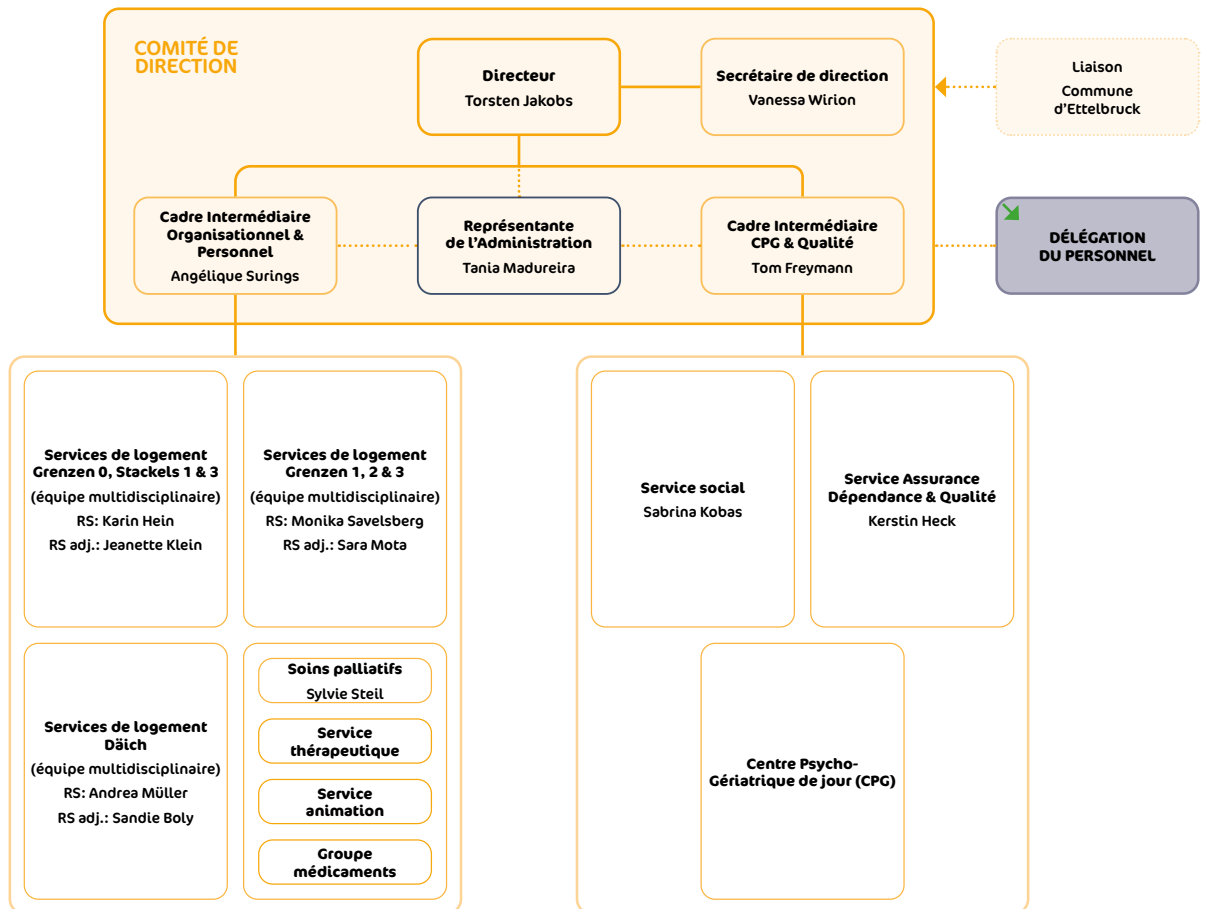 COMITÉ DE
DIRECTION
Directeur
Torsten Jakobs
Secrétaire de direction
Vanessa Wirion
Liaison
Commune
d'Ettelbruck
Cadre Intermédiaire
Organisationnel &
Personnel
Angélique Surings
Représentante
de l'Administration
Tania Madureira
Cadre Intermédiaire
CPG & Qualité
Tom Freymann
DÉLÉGATION
DU PERSONNEL
Services de logement
Grenzen 0, Stackels 1 & 3
(équipe multidisciplinaire)
RS: Karin Hein
RS adj.: Jeanette Klein
Services de logement
Grenzen 1, 2 & 3
(équipe multidisciplinaire)
RS: Monika Savelsberg
RS adj.: Sara Mota
Service social
Sabrina Kobas
Service Assurance
Dépendance & Qualité
Kerstin Heck
Services de logement
Däich
(équipe multidisciplinaire)
RS: Andrea Müller
RS adj.: Sandie Boly
Soins palliatifs
Sylvie Steil
Service
thérapeutique
Service
animation
Groupe
médicaments
Centre Psycho-
Gériatrique de jour (CPG)